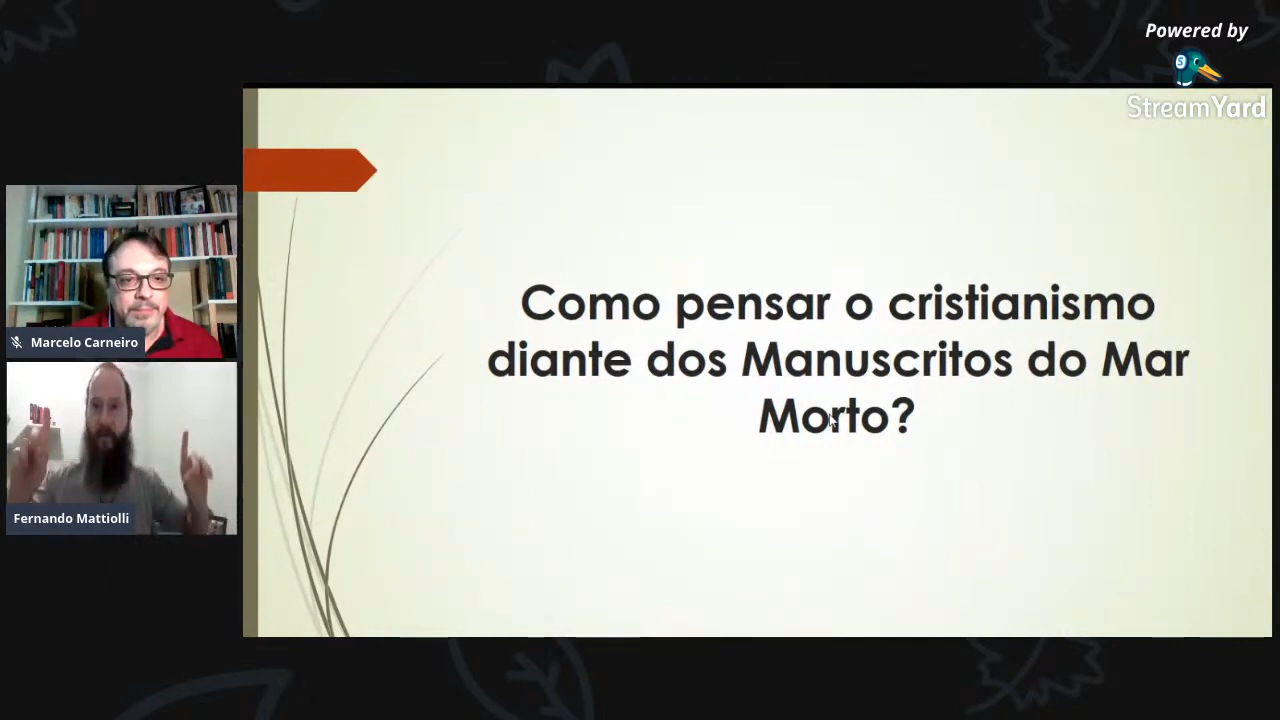 Powered by
StreamYard
Como pensar o cristianismo
diante dos Manuscritos do Mar
Morto?
Marcelo Carneiro
Fernando Mattiolli